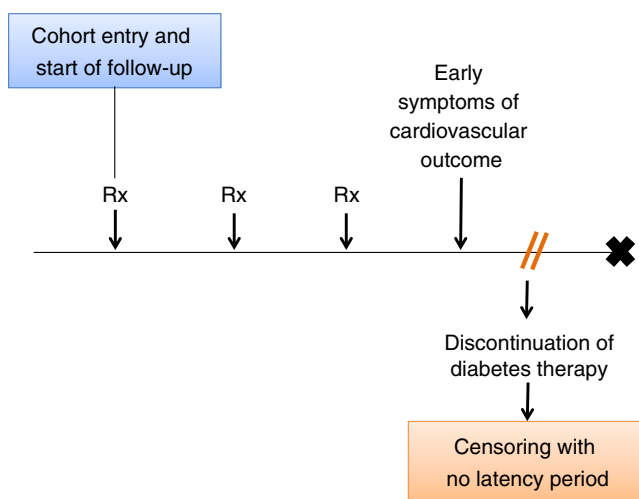 Cohort entry and
start of follow-up
Early
symptoms of
cardiovascular
outcome
Rx
Rx
Rx
Discontinuation of
diabetes therapy
Censoring with
no latency period